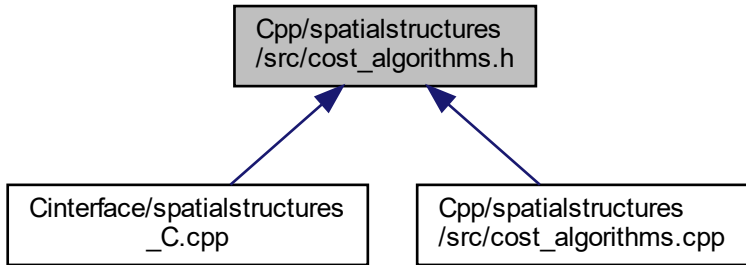 Cpp/spatialstructures
/src/cost_algorithms.h
Cinterface/spatialstructures
_C.cpp
Cpp/spatialstructures
/src/cost_algorithms.cpp